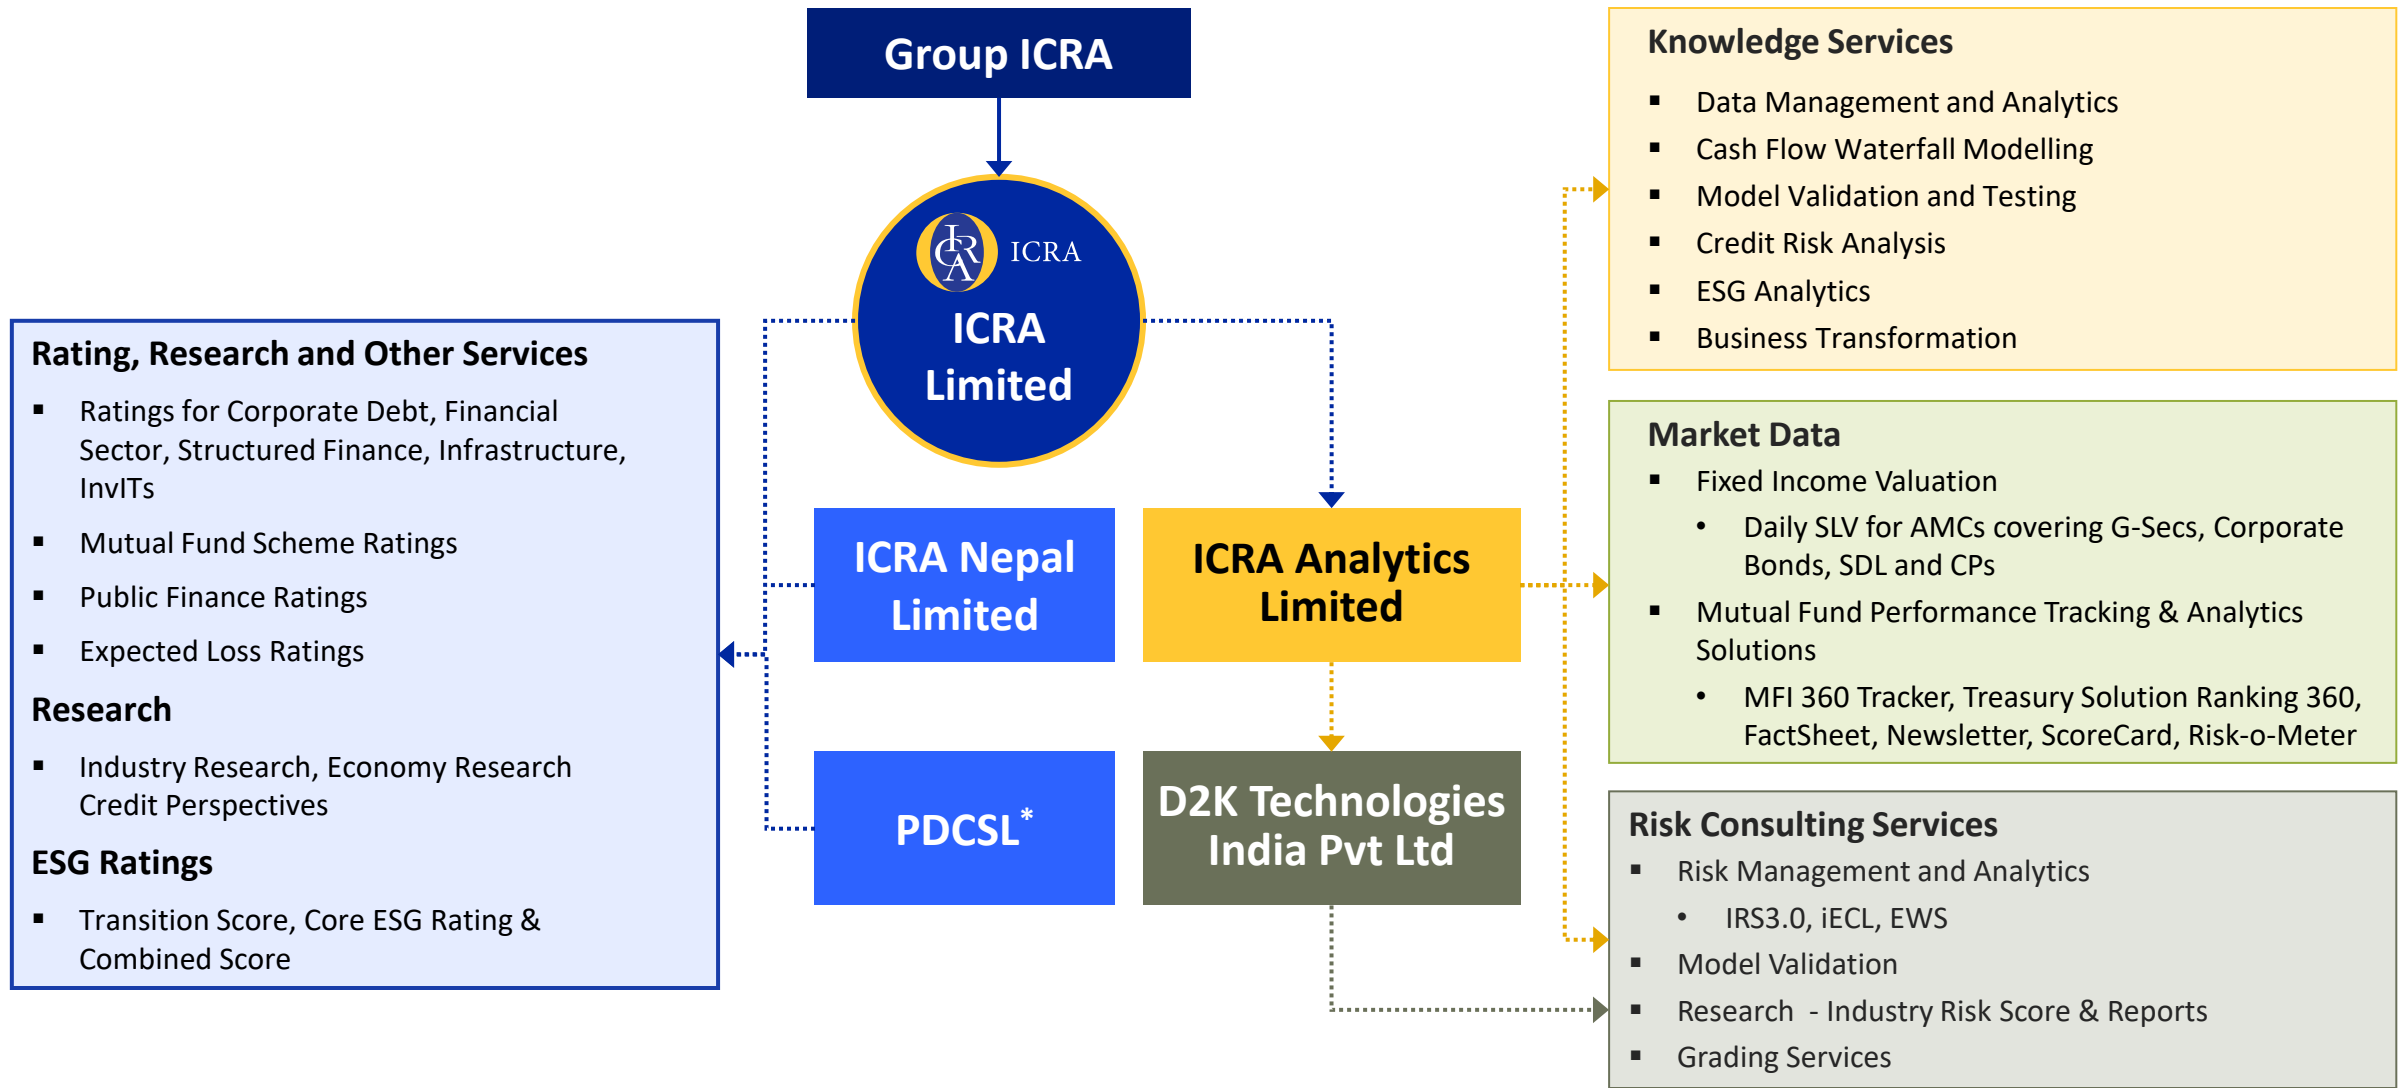 Group ICRA
ICRA
ICRA
ICRA
Limited
Rating, Research and Other Services
▪ Ratings for Corporate Debt, Financial
Sector, Structured Finance, Infrastructure,
InvITs
▪ Mutual Fund Scheme Ratings
▪ Public Finance Ratings
▪ Expected Loss Ratings
Research
▪ Industry Research, Economy Research
Credit Perspectives
ESG Ratings
▪ Transition Score, Core ESG Rating &
Combined Score
ICRA Nepal
Limited
PDCSL*
ICRA Analytics
Limited
D2K Technologies
India Pvt Ltd
Knowledge Services
▪ Data Management and Analytics
▪ Cash Flow Waterfall Modelling
▪ Model Validation and Testing
▪ Credit Risk Analysis
▪ ESG Analytics
▪ Business Transformation
Market Data
▪ Fixed Income Valuation
• Daily SLV for AMCs covering G-Secs, Corporate
Bonds, SDL and CPs
▪ Mutual Fund Performance Tracking & Analytics
Solutions
• MFI 360 Tracker, Treasury Solution Ranking 360,
FactSheet, Newsletter, ScoreCard, Risk-o-Meter
Risk Consulting Services
▪ Risk Management and Analytics
• IRS3.0, iECL, EWS
▪ Model Validation
▪ Research - Industry Risk Score & Reports
▪ Grading Services